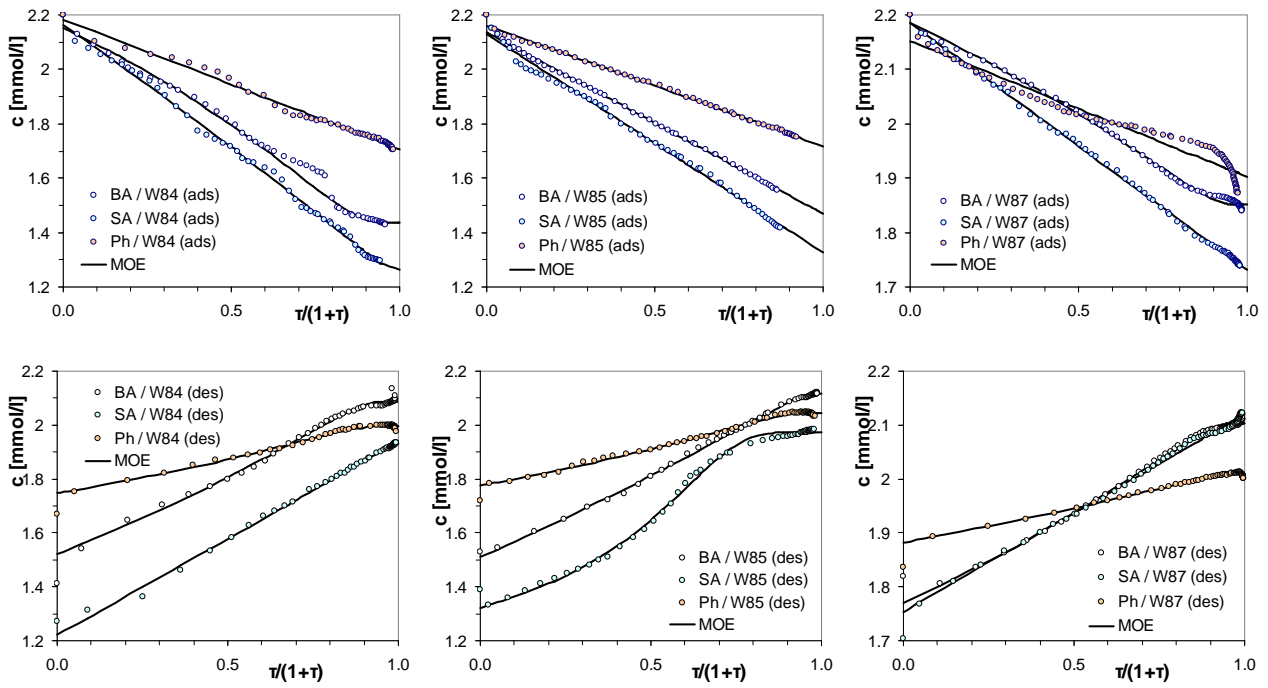 2.2
2
1.8
1.6
1.4
1.2
c [mmol/l]
BA / W84 (ads)
SA / W84 (ads)
Ph / W84 (ads)
MOE
0.0
0.5
1.0
τ/(1+τ)
2.2
2
1.8
1.6
1.4
1.2
c [mmol/l]
BA / W85 (ads)
SA / W85 (ads)
Ph / W85 (ads)
MOE
0.0
0.5
1.0
τ/(1+τ)
2.2
2.1
2
1.9
1.8
1.7
c [mmol/l]
BA / W87 (ads)
SA / W87 (ads)
Ph / W87 (ads)
MOE
0.0
0.5
1.0
τ/(1+τ)
2.2
2
1.8
1.6
1.4
1.2
c [mmol/l]
BA / W84 (des)
SA / W84 (des)
Ph / W84 (des)
MOE
0.0
0.5
1.0
τ/(1+τ)
2.2
2
1.8
1.6
1.4
1.2
c [mmol/l]
BA / W85 (des)
SA / W85 (des)
Ph / W85 (des)
MOE
0.0
0.5
1.0
τ/(1+τ)
2.2
2.1
2
1.9
1.8
1.7
c [mmol/l]
BA / W87 (des)
SA / W87 (des)
Ph / W87 (des)
MOE
0.0
0.5
1.0
τ/(1+τ)